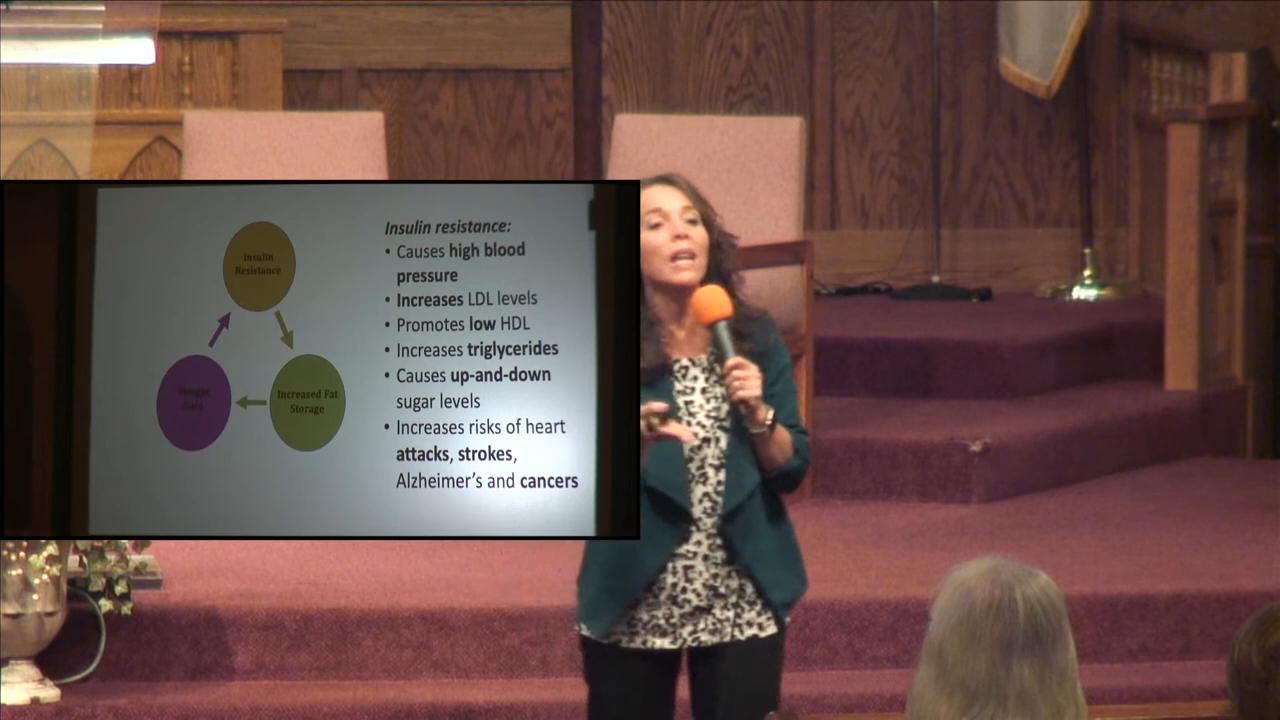 Insulin
Resistance
Increased Fat
Storage
Insulin resistance:
• Causes high blood
pressure
• Increases LDL levels
• Promotes low HDL
• Increases triglycerides
• Causes up-and-down
sugar levels
• Increases risks of heart
attacks, strokes,
Alzheimer's and cancers